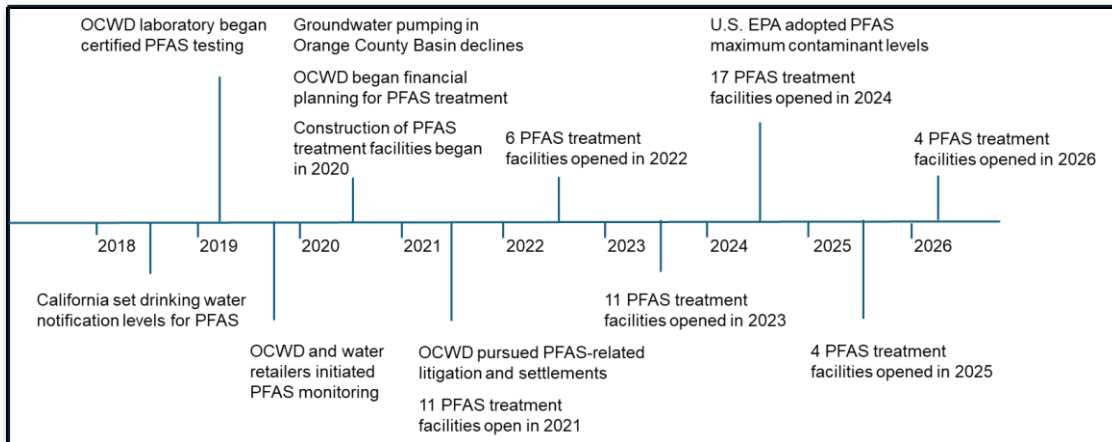 OCWD laboratory began
certified PFAS testing
Groundwater pumping in
Orange County Basin declines
OCWD began financial
planning for PFAS treatment
Construction of PFAS
treatment facilities began
in 2020
6 PFAS treatment
facilities opened in 2022
U.S. EPA adopted PFAS
maximum contaminant levels
17 PFAS treatment
facilities opened in 2024
4 PFAS treatment
facilities opened in 2026
2018
2019
2020
2021
2022
2023
2024
2025
2026
California set drinking water
notification levels for PFAS
OCWD and water
retailers initiated
PFAS monitoring
OCWD pursued PFAS-related
litigation and settlements
11 PFAS treatment
facilities open in 2021
11 PFAS treatment
facilities opened in 2023
4 PFAS treatment
facilities opened in 2025